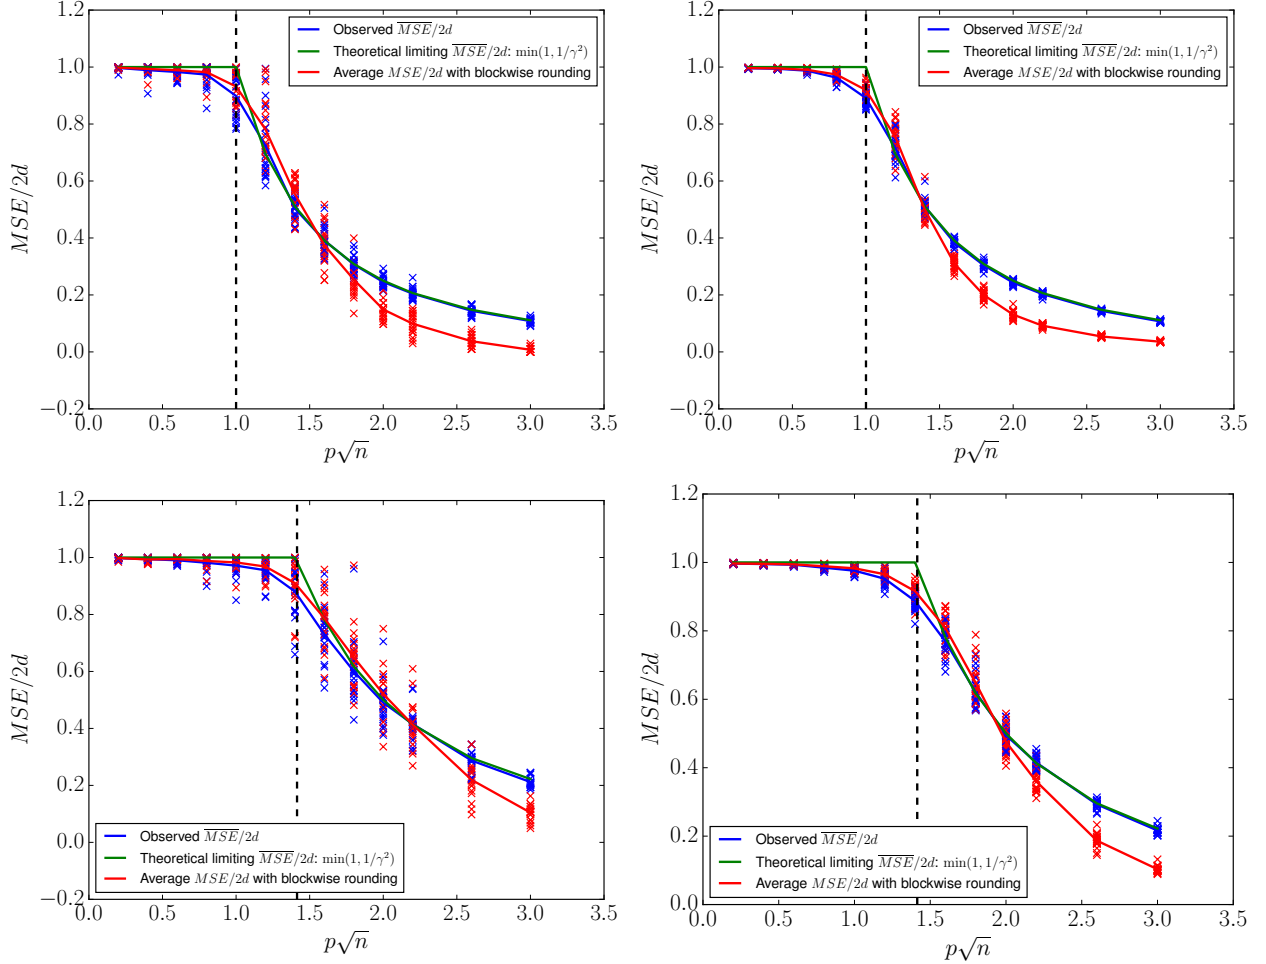 1.2
1.0
0.8
0.6
0.4
0.2
0.0
−0.2
MSE/2d
0.0 0.5 1.0 1.5 2.0 2.5 3.0 3.5
p√n
Observed M̅S̅E̅/2d
Theoretical limiting M̅S̅E̅/2d: min(1, 1/γ²)
Average MSE/2d with blockwise rounding
1.2
1.0
0.8
0.6
0.4
0.2
0.0
−0.2
MSE/2d
0.0 0.5 1.0 1.5 2.0 2.5 3.0 3.5
p√n
Observed M̅S̅E̅/2d
Theoretical limiting M̅S̅E̅/2d: min(1, 1/γ²)
Average MSE/2d with blockwise rounding
1.2
1.0
0.8
0.6
0.4
0.2
0.0
−0.2
MSE/2d
Observed M̅S̅E̅/2d
Theoretical limiting M̅S̅E̅/2d: min(1, 1/γ²)
Average MSE/2d with blockwise rounding
0.0 0.5 1.0 1.5 2.0 2.5 3.0 3.5
p√n
1.2
1.0
0.8
0.6
0.4
0.2
0.0
MSE/2d
Observed M̅S̅E̅/2d
Theoretical limiting M̅S̅E̅/2d: min(1, 1/γ²)
Average MSE/2d with blockwise rounding
0.0 0.5 1.0 1.5 2.0 2.5 3.0 3.5
p√n